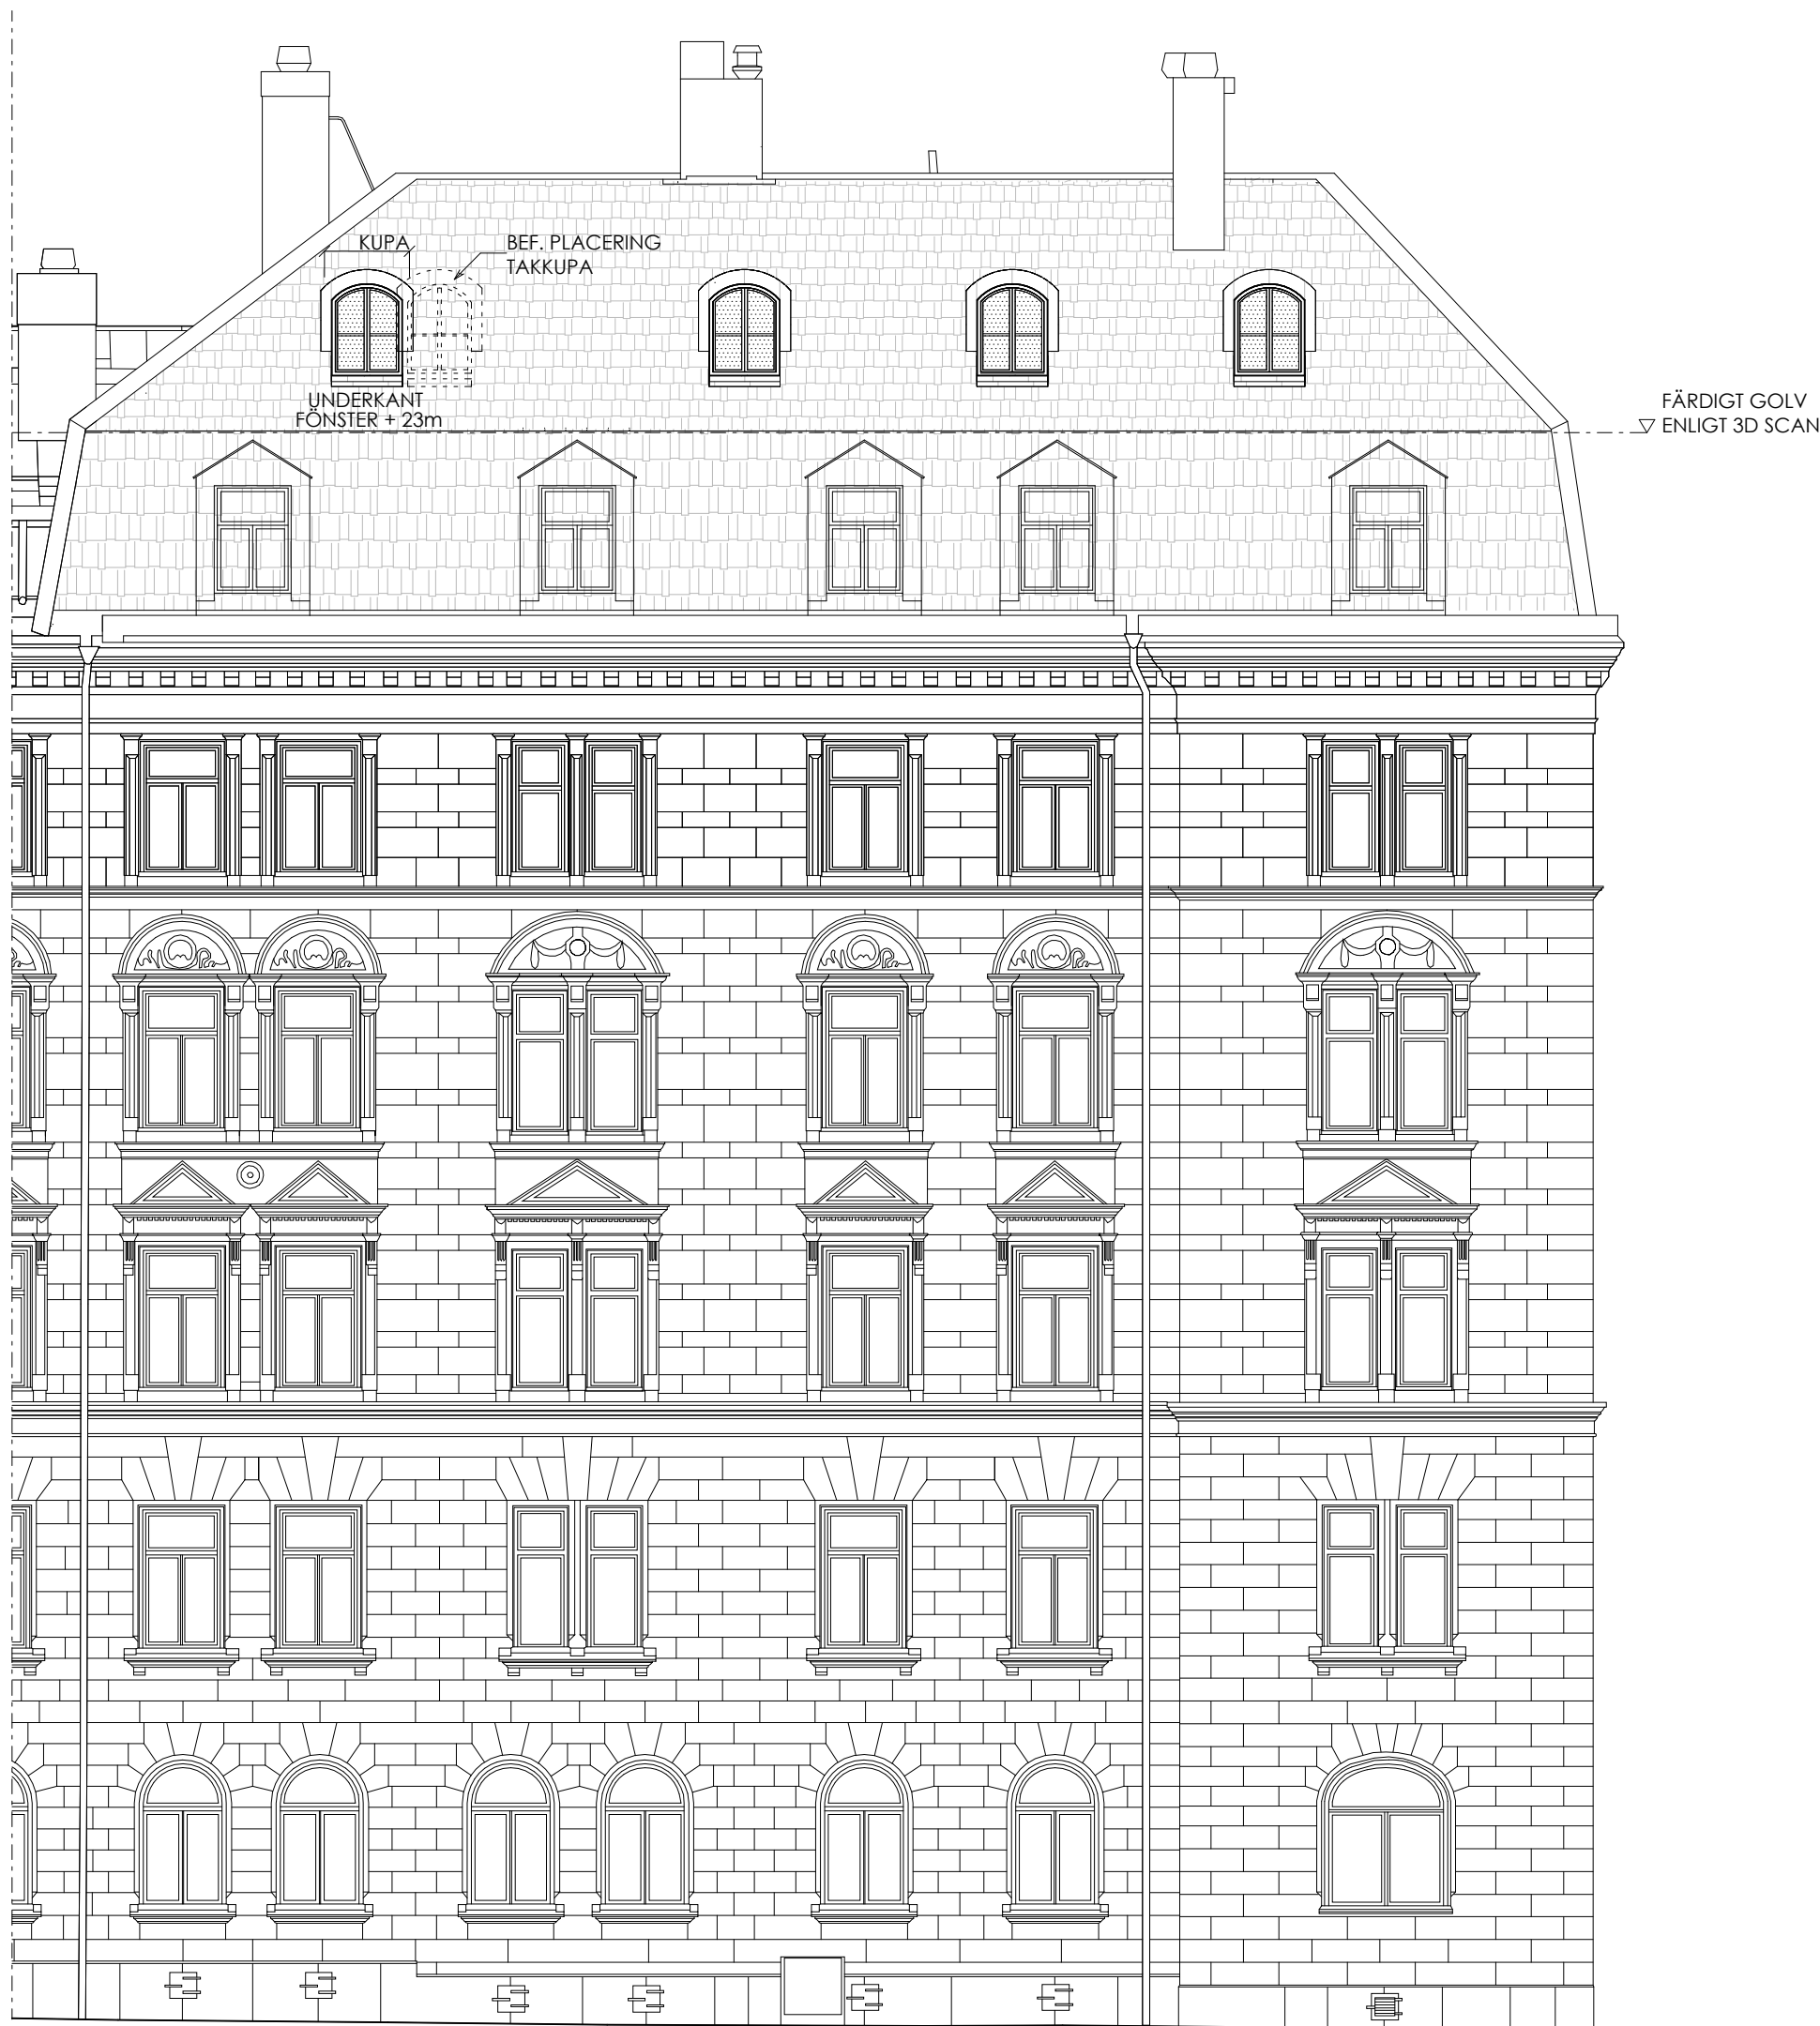 KUPA
BEF. PLACERING
TAKKUPA
UNDERKANT
FÖNSTER + 23m
FÄRDIGT GOLV
ENLIGT 3D SCAN